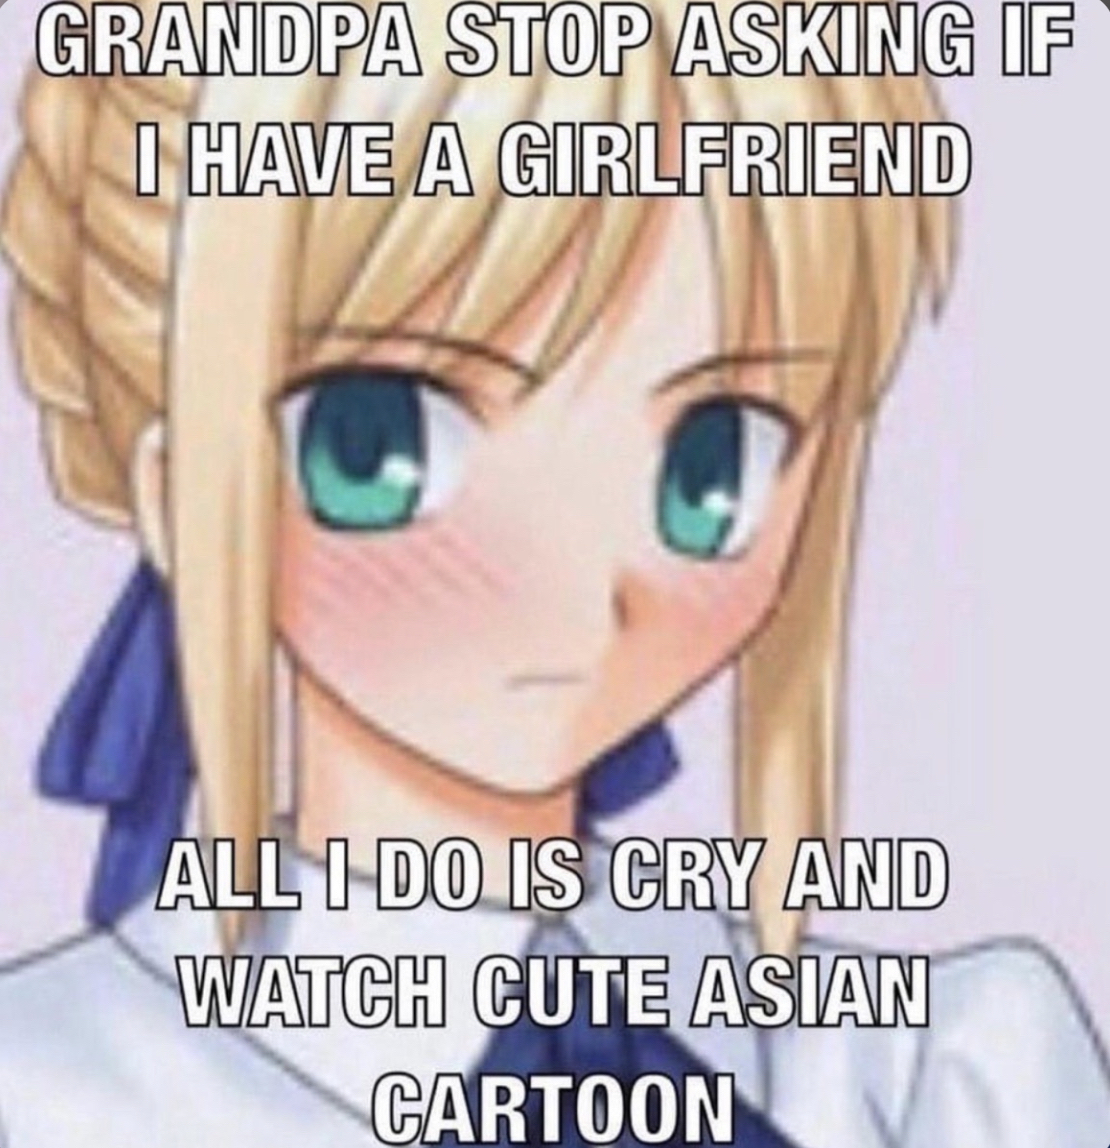 GRANDPA STOP ASKING IF
I HAVE A GIRLFRIEND
ALL I DO IS CRY AND
WATCH CUTE ASIAN
CARTOON